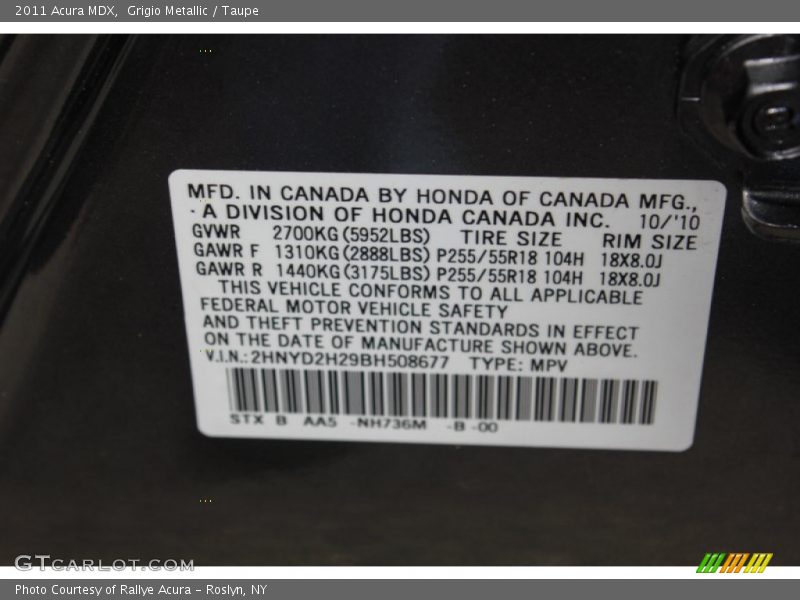 2011 Acura MDX, Grigio Metallic / Taupe
MFD. IN CANADA BY HONDA OF CANADA MFG.,
A DIVISION OF HONDA CANADA INC. 10/'10
GVWR 2700KG (5952LBS) TIRE SIZE RIM SIZE
GAWR F 1310KG (2888LBS) P255/55R18 104H 18X8.0J
GAWR R 1440KG (3175LBS) P255/55R18 104H 18X8.0J
THIS VEHICLE CONFORMS TO ALL APPLICABLE
FEDERAL MOTOR VEHICLE SAFETY
AND THEFT PREVENTION STANDARDS IN EFFECT
ON THE DATE OF MANUFACTURE SHOWN ABOVE.
V.I.N.: 2HNYD2H29BH508677 TYPE: MPV
STX B AA5 -NH736M -B -00
GTCARLOT.COM
Photo Courtesy of Rallye Acura – Roslyn, NY